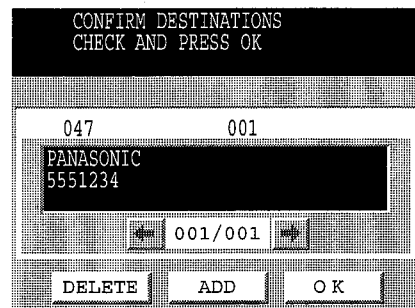 CONFIRM DESTINATIONS
CHECK AND PRESS OK
047 001
PANASONIC
5551234
001/001
DELETE ADD OK